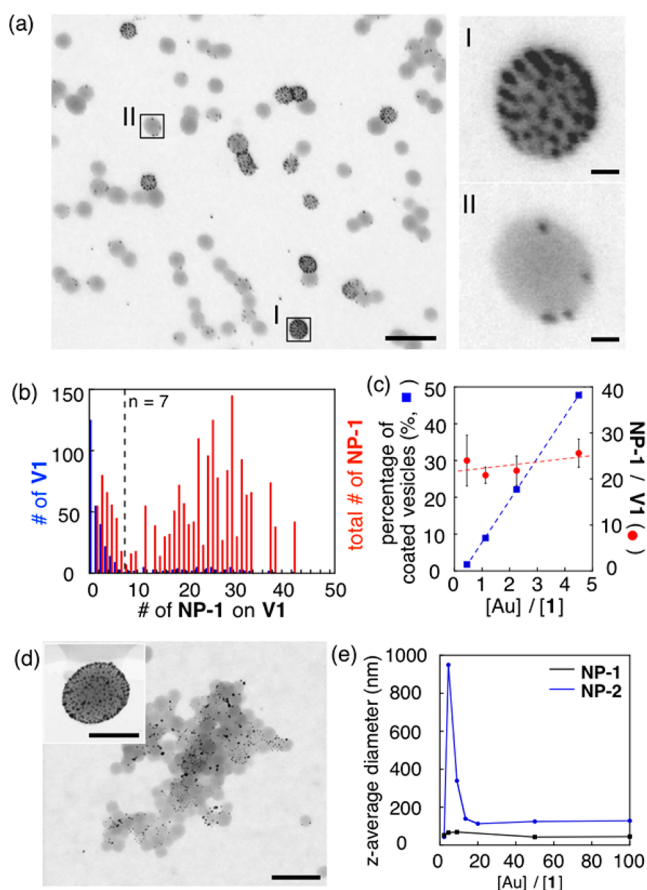 (a)
I
II
I
II
(b)
150
100
50
0
# of V1
n = 7
total # of NP-1
0 10 20 30 40 50
# of NP-1 on V1
(c)
50
40
30
20
10
0
percentage of
coated vesicles (%, ■)
40
30
20
10
0
NP-1 / V1 (●)
0 1 2 3 4 5
[Au] / [1]
(d)
(e)
1000
800
600
400
200
0
z-average diameter (nm)
NP-1
NP-2
0 20 40 60 80 100
[Au] / [1]